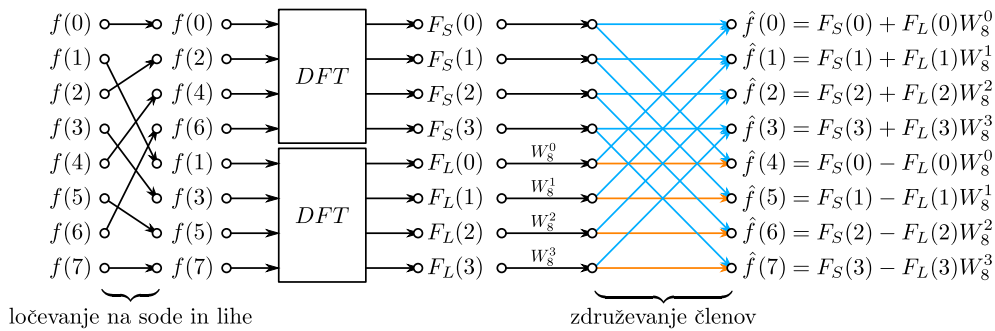 f(0) f(0) F_S(0) f̂(0) = F_S(0) + F_L(0)W_8^0
f(1) f(2) F_S(1) f̂(1) = F_S(1) + F_L(1)W_8^1
DFT
f(2) f(4) F_S(2) f̂(2) = F_S(2) + F_L(2)W_8^2
f(3) f(6) F_S(3) f̂(3) = F_S(3) + F_L(3)W_8^3
f(4) f(1) F_L(0) W_8^0 f̂(4) = F_S(0) − F_L(0)W_8^0
f(5) f(3) F_L(1) W_8^1 f̂(5) = F_S(1) − F_L(1)W_8^1
DFT
f(6) f(5) F_L(2) W_8^2 f̂(6) = F_S(2) − F_L(2)W_8^2
f(7) f(7) F_L(3) W_8^3 f̂(7) = F_S(3) − F_L(3)W_8^3
ločevanje na sode in lihe
združevanje členov